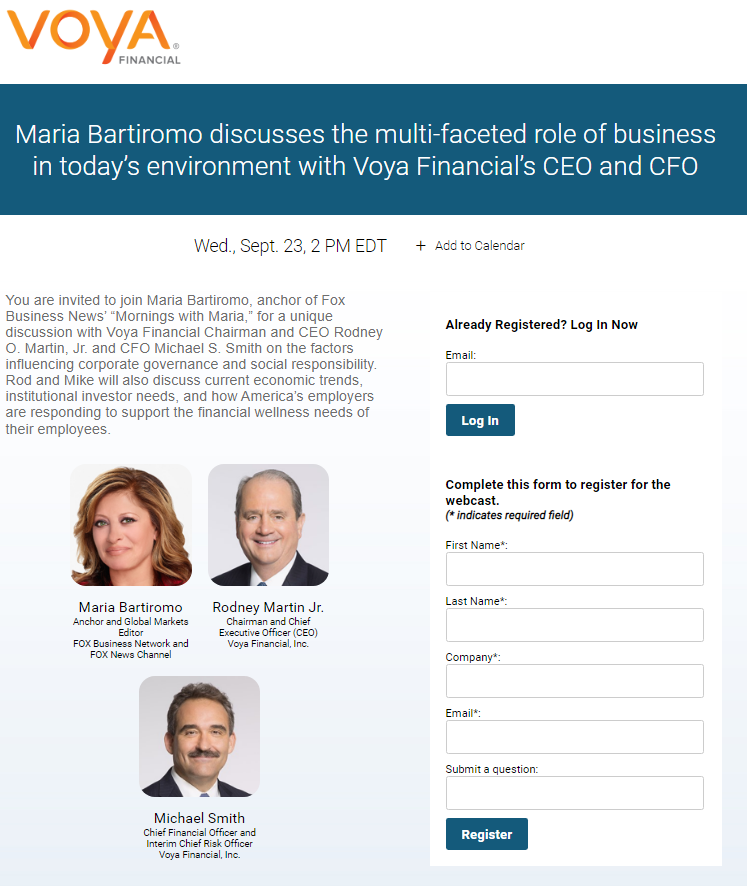 VOYA®
FINANCIAL
Maria Bartiromo discusses the multi-faceted role of business
in today’s environment with Voya Financial’s CEO and CFO
Wed., Sept. 23, 2 PM EDT
+ Add to Calendar
You are invited to join Maria Bartiromo, anchor of Fox
Business News’ “Mornings with Maria,” for a unique
discussion with Voya Financial Chairman and CEO Rodney
O. Martin, Jr. and CFO Michael S. Smith on the factors
influencing corporate governance and social responsibility.
Rod and Mike will also discuss current economic trends,
institutional investor needs, and how America’s employers
are responding to support the financial wellness needs of
their employees.
Maria Bartiromo
Anchor and Global Markets
Editor
FOX Business Network and
FOX News Channel
Rodney Martin Jr.
Chairman and Chief
Executive Officer (CEO)
Voya Financial, Inc.
Michael Smith
Chief Financial Officer and
Interim Chief Risk Officer
Voya Financial, Inc.
Already Registered? Log In Now
Email:
Log In
Complete this form to register for the
webcast.
(* indicates required field)
First Name*:
Last Name*:
Company*:
Email*:
Submit a question:
Register